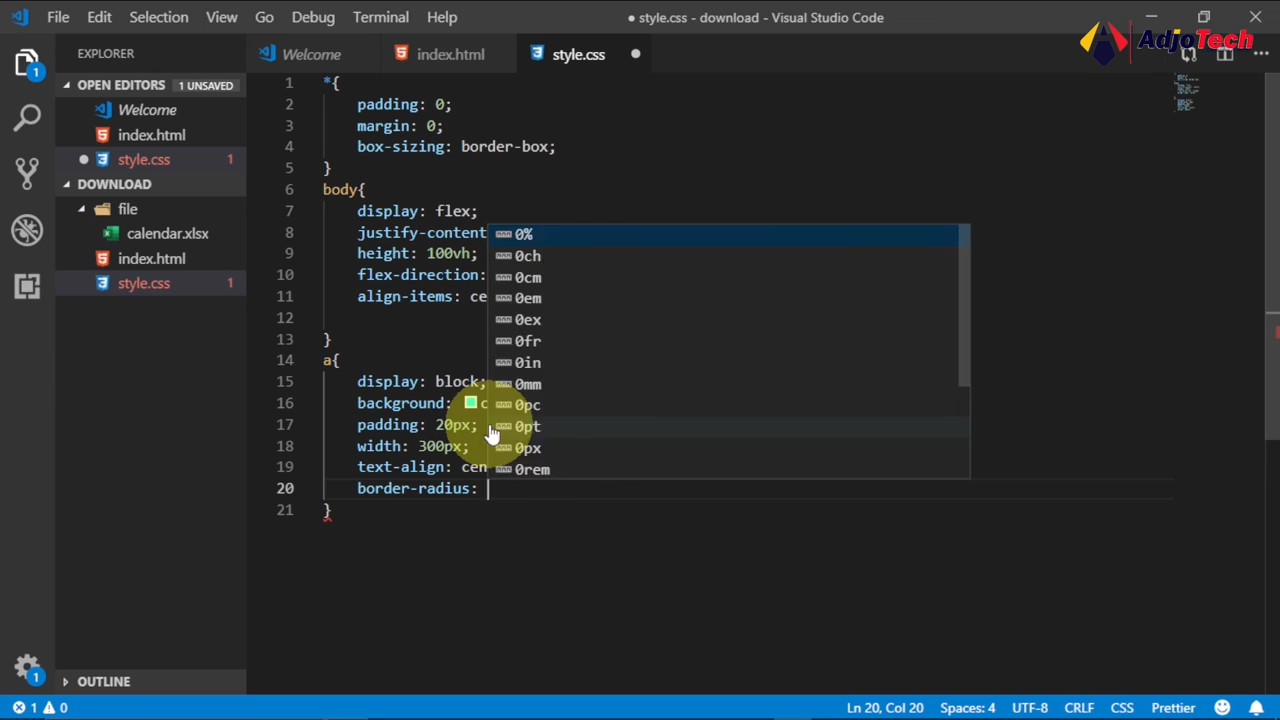 File Edit Selection View Go Debug Terminal Help
● style.css - download - Visual Studio Code
AdjoTech
EXPLORER
Welcome
index.html
style.css
1
OPEN EDITORS 1 UNSAVED
Welcome
index.html
style.css 1
DOWNLOAD
file
calendar.xlsx
index.html
style.css 1
1
OUTLINE
1 *{
2 padding: 0;
3 margin: 0;
4 box-sizing: border-box;
5 }
6 body{
7 display: flex;
8 justify-content
9 height: 100vh;
10 flex-direction:
11 align-items: ce
12
13 }
14 a{
15 display: block;
16 background: c
17 padding: 20px;
18 width: 300px;
19 text-align: cen
20 border-radius:
21 }
0%
0ch
0cm
0em
0ex
0fr
0in
0mm
0pc
0pt
0px
0rem
1 0
Ln 20, Col 20 Spaces: 4 UTF-8 CRLF CSS Prettier